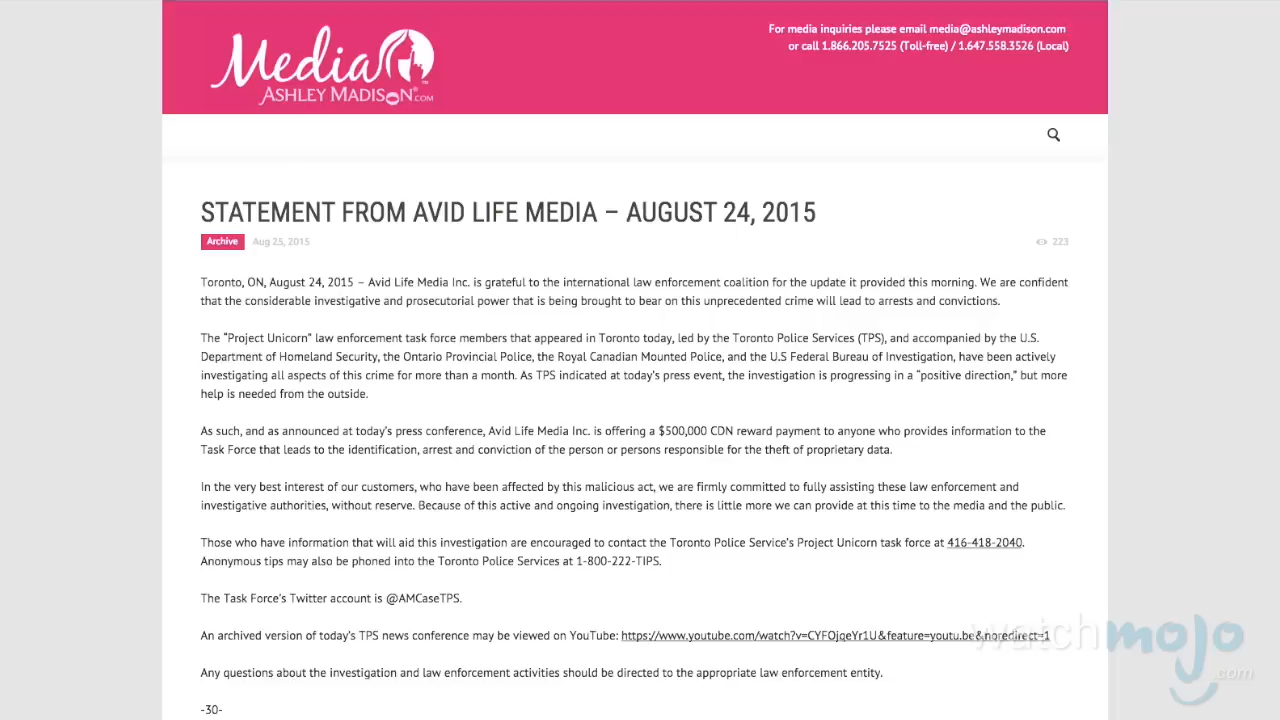 For media inquiries please email media@ashleymadison.com
or call 1.866.205.7525 (Toll-free) / 1.647.558.3526 (Local)
Media
ASHLEY MADISON®.COM
STATEMENT FROM AVID LIFE MEDIA – AUGUST 24, 2015
Archive Aug 25, 2015 223
Toronto, ON, August 24, 2015 – Avid Life Media Inc. is grateful to the international law enforcement coalition for the update it provided this morning. We are confident
that the considerable investigative and prosecutorial power that is being brought to bear on this unprecedented crime will lead to arrests and convictions.
The “Project Unicorn” law enforcement task force members that appeared in Toronto today, led by the Toronto Police Services (TPS), and accompanied by the U.S.
Department of Homeland Security, the Ontario Provincial Police, the Royal Canadian Mounted Police, and the U.S Federal Bureau of Investigation, have been actively
investigating all aspects of this crime for more than a month. As TPS indicated at today's press event, the investigation is progressing in a “positive direction,” but more
help is needed from the outside.
As such, and as announced at today's press conference, Avid Life Media Inc. is offering a $500,000 CDN reward payment to anyone who provides information to the
Task Force that leads to the identification, arrest and conviction of the person or persons responsible for the theft of proprietary data.
In the very best interest of our customers, who have been affected by this malicious act, we are firmly committed to fully assisting these law enforcement and
investigative authorities, without reserve. Because of this active and ongoing investigation, there is little more we can provide at this time to the media and the public.
Those who have information that will aid this investigation are encouraged to contact the Toronto Police Service's Project Unicorn task force at 416-418-2040.
Anonymous tips may also be phoned into the Toronto Police Services at 1-800-222-TIPS.
The Task Force's Twitter account is @AMCaseTPS.
An archived version of today's TPS news conference may be viewed on YouTube: https://www.youtube.com/watch?v=CYFOjqeYr1U&feature=youtu.be&noredirect=1
watchmojo
.com
Any questions about the investigation and law enforcement activities should be directed to the appropriate law enforcement entity.
-30-